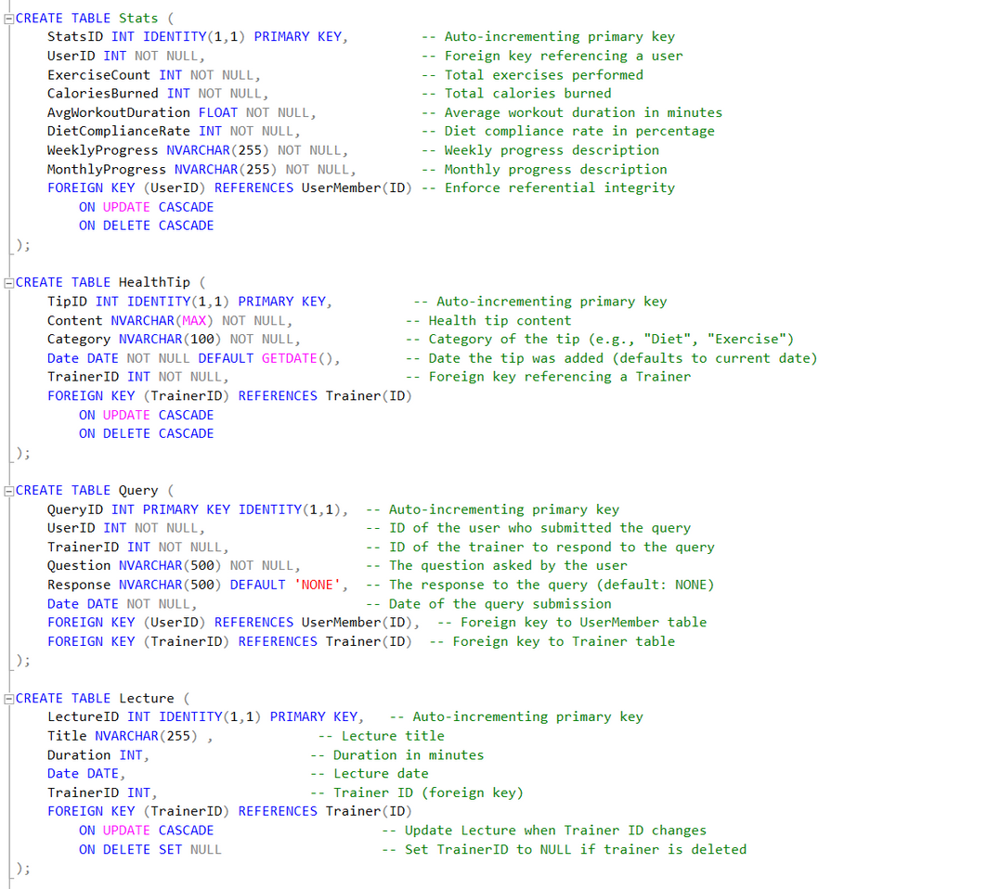 CREATE TABLE Stats (
    StatsID INT IDENTITY(1,1) PRIMARY KEY,         -- Auto-incrementing primary key
    UserID INT NOT NULL,                           -- Foreign key referencing a user
    ExerciseCount INT NOT NULL,                    -- Total exercises performed
    CaloriesBurned INT NOT NULL,                   -- Total calories burned
    AvgWorkoutDuration FLOAT NOT NULL,             -- Average workout duration in minutes
    DietComplianceRate INT NOT NULL,               -- Diet compliance rate in percentage
    WeeklyProgress NVARCHAR(255) NOT NULL,         -- Weekly progress description
    MonthlyProgress NVARCHAR(255) NOT NULL,        -- Monthly progress description
    FOREIGN KEY (UserID) REFERENCES UserMember(ID) -- Enforce referential integrity
        ON UPDATE CASCADE
        ON DELETE CASCADE
);
CREATE TABLE HealthTip (
    TipID INT IDENTITY(1,1) PRIMARY KEY,          -- Auto-incrementing primary key
    Content NVARCHAR(MAX) NOT NULL,              -- Health tip content
    Category NVARCHAR(100) NOT NULL,             -- Category of the tip (e.g., "Diet", "Exercise")
    Date DATE NOT NULL DEFAULT GETDATE(),        -- Date the tip was added (defaults to current date)
    TrainerID INT NOT NULL,                      -- Foreign key referencing a Trainer
    FOREIGN KEY (TrainerID) REFERENCES Trainer(ID)
        ON UPDATE CASCADE
        ON DELETE CASCADE
);
CREATE TABLE Query (
    QueryID INT PRIMARY KEY IDENTITY(1,1),  -- Auto-incrementing primary key
    UserID INT NOT NULL,                    -- ID of the user who submitted the query
    TrainerID INT NOT NULL,                 -- ID of the trainer to respond to the query
    Question NVARCHAR(500) NOT NULL,        -- The question asked by the user
    Response NVARCHAR(500) DEFAULT 'NONE',  -- The response to the query (default: NONE)
    Date DATE NOT NULL,                     -- Date of the query submission
    FOREIGN KEY (UserID) REFERENCES UserMember(ID),  -- Foreign key to UserMember table
    FOREIGN KEY (TrainerID) REFERENCES Trainer(ID)  -- Foreign key to Trainer table
);
CREATE TABLE Lecture (
    LectureID INT IDENTITY(1,1) PRIMARY KEY,   -- Auto-incrementing primary key
    Title NVARCHAR(255) ,             -- Lecture title
    Duration INT,                    -- Duration in minutes
    Date DATE,                       -- Lecture date
    TrainerID INT,                   -- Trainer ID (foreign key)
    FOREIGN KEY (TrainerID) REFERENCES Trainer(ID)
        ON UPDATE CASCADE                     -- Update Lecture when Trainer ID changes
        ON DELETE SET NULL                    -- Set TrainerID to NULL if trainer is deleted
);